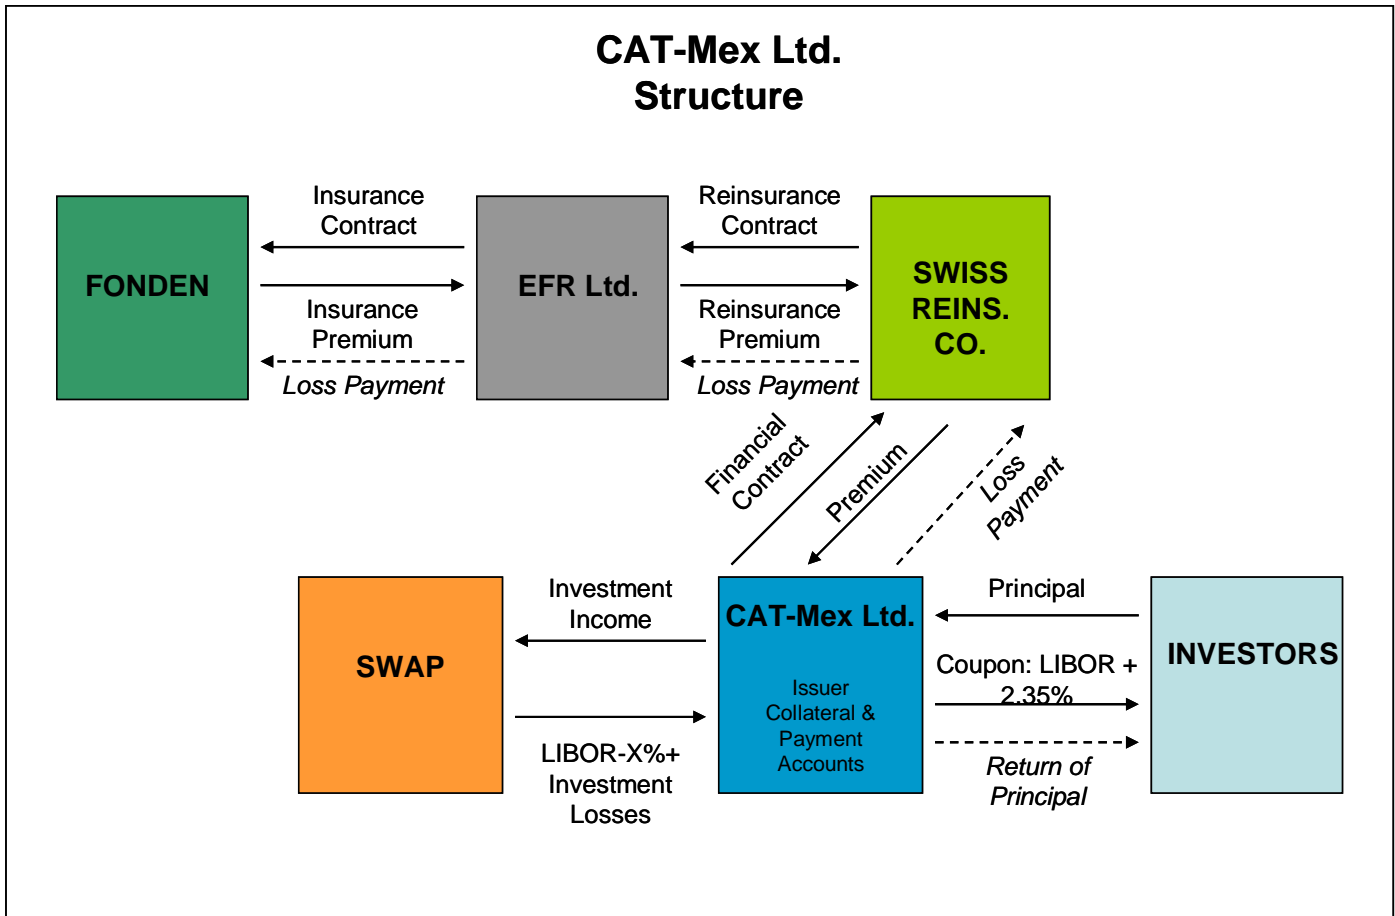 CAT-Mex Ltd.
Structure
Insurance
Contract
Reinsurance
Contract
FONDEN
EFR Ltd.
SWISS
REINS.
CO.
Insurance
Premium
Reinsurance
Premium
Loss Payment
Loss Payment
Financial
Contract
Premium
Loss
Payment
Investment
Income
CAT-Mex Ltd.
Principal
SWAP
INVESTORS
Issuer
Collateral &
Payment
Accounts
Coupon: LIBOR +
2.35%
LIBOR-X%+
Investment
Losses
Return of
Principal